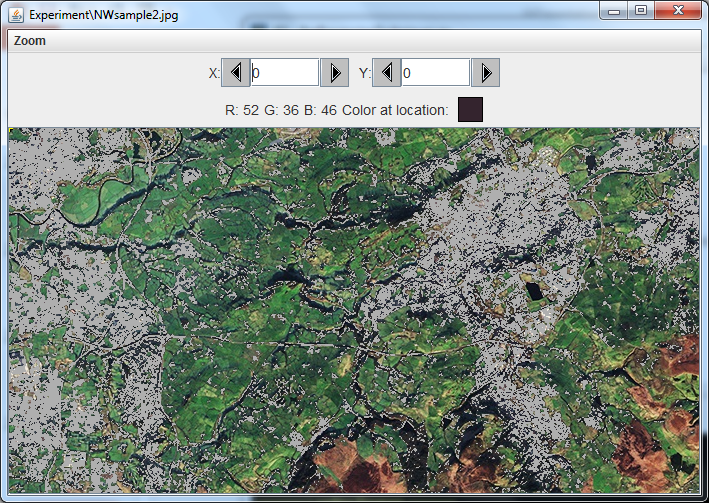 Experiment\NWsample2.jpg
Zoom
X: 0 Y: 0
R: 52 G: 36 B: 46 Color at location: